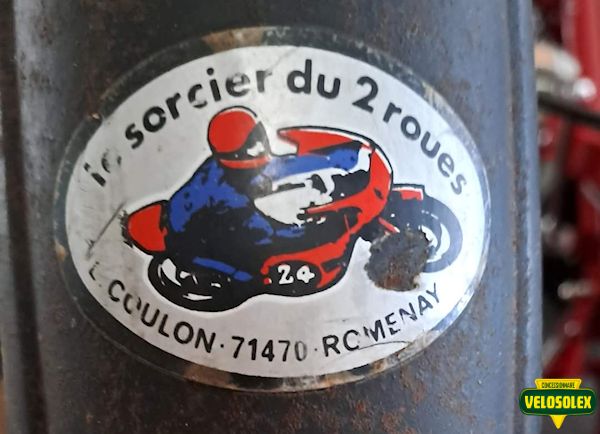 le sorcier du 2 roues
24
L. COULON · 71470 · ROMENAY
CONCESSIONNAIRE
VELOSOLEX